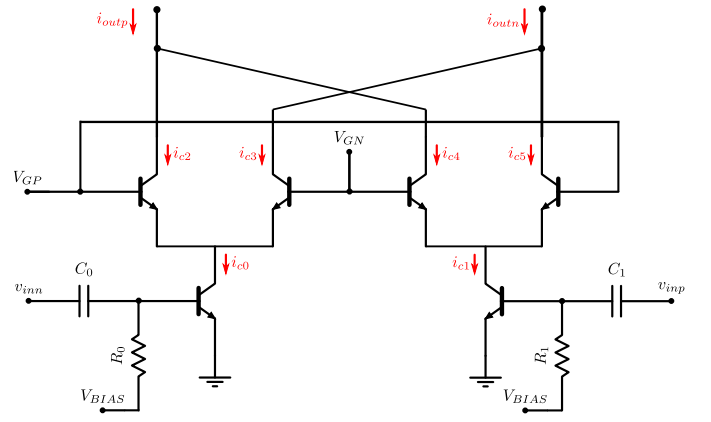 i_outp
i_outn
V_GN
i_c2
i_c3
i_c4
i_c5
V_GP
i_c0
i_c1
C_0
C_1
v_inn
v_inp
R_0
R_1
V_BIAS
V_BIAS